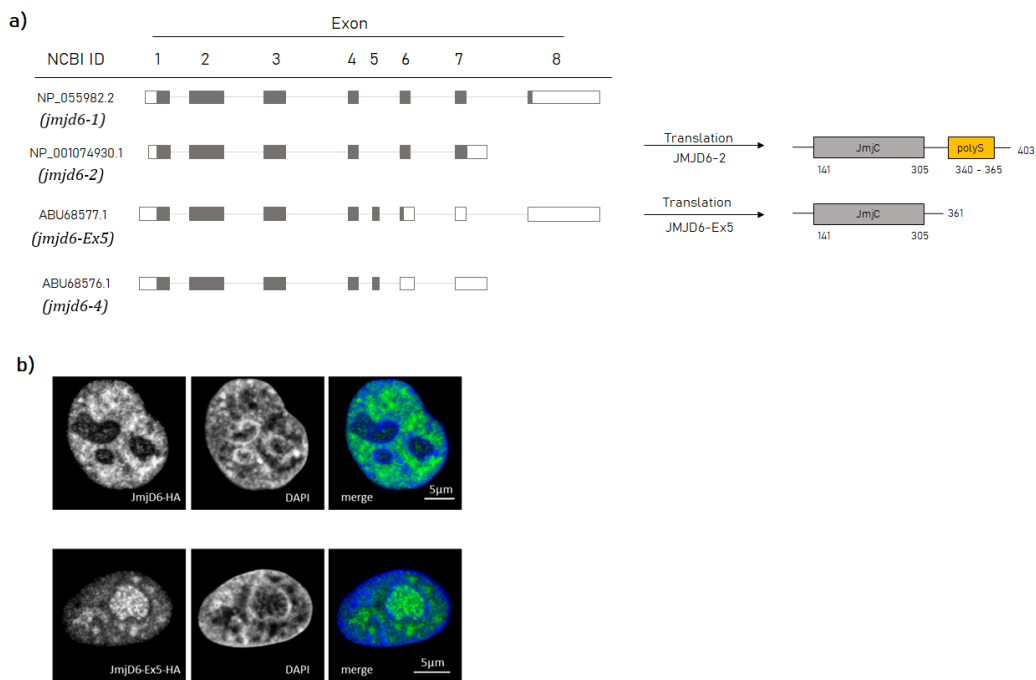 a)
Exon
NCBI ID 1 2 3 4 5 6 7 8
NP_055982.2
(jmjd6-1)
NP_001074930.1
(jmjd6-2)
Translation
JMJD6-2
JmjC
polyS
403
141
305
340 - 365
ABU68577.1
(jmjd6-Ex5)
Translation
JMJD6-Ex5
JmjC
361
141
305
ABU68576.1
(jmjd6-4)
b)
JmjD6-HA
DAPI
merge
5µm
JmjD6-Ex5-HA
DAPI
merge
5µm